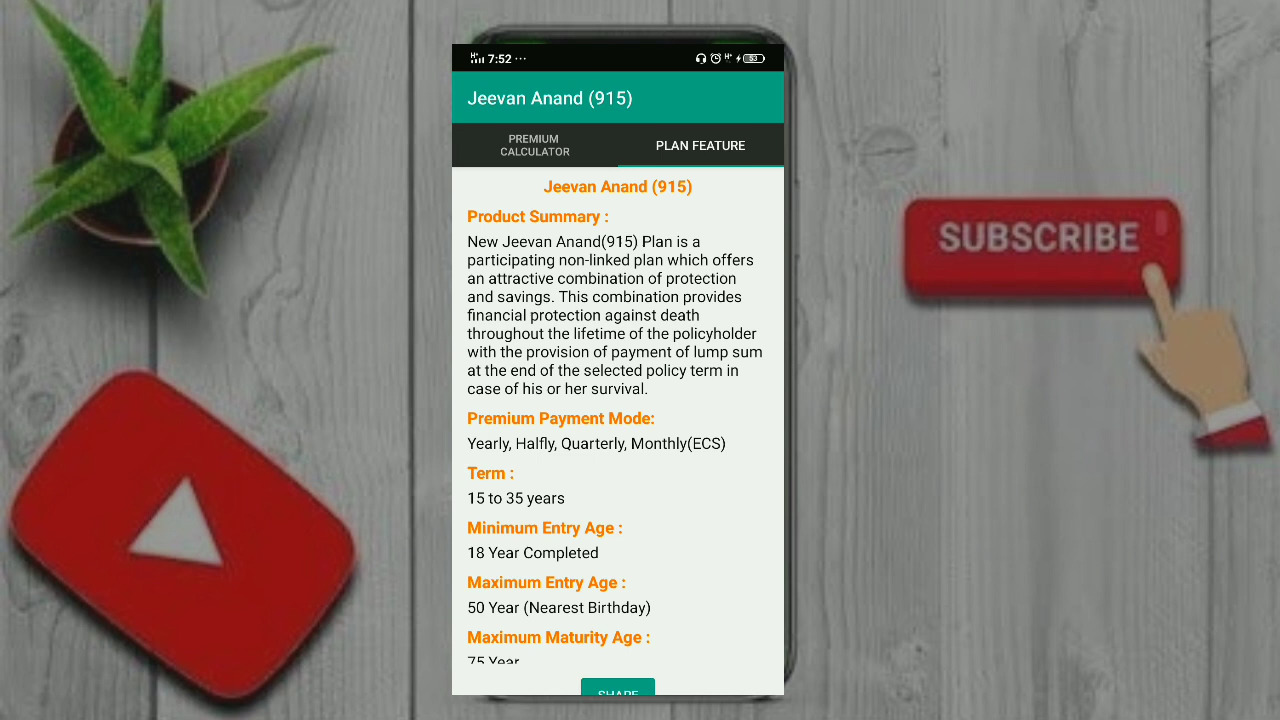 7:52 ...
53
Jeevan Anand (915)
PREMIUM
CALCULATOR
PLAN FEATURE
Jeevan Anand (915)
Product Summary :
New Jeevan Anand(915) Plan is a
participating non-linked plan which offers
an attractive combination of protection
and savings. This combination provides
financial protection against death
throughout the lifetime of the policyholder
with the provision of payment of lump sum
at the end of the selected policy term in
case of his or her survival.
Premium Payment Mode:
Yearly, Halfly, Quarterly, Monthly(ECS)
Term :
15 to 35 years
Minimum Entry Age :
18 Year Completed
Maximum Entry Age :
50 Year (Nearest Birthday)
Maximum Maturity Age :
75 Year
SHARE
SUBSCRIBE